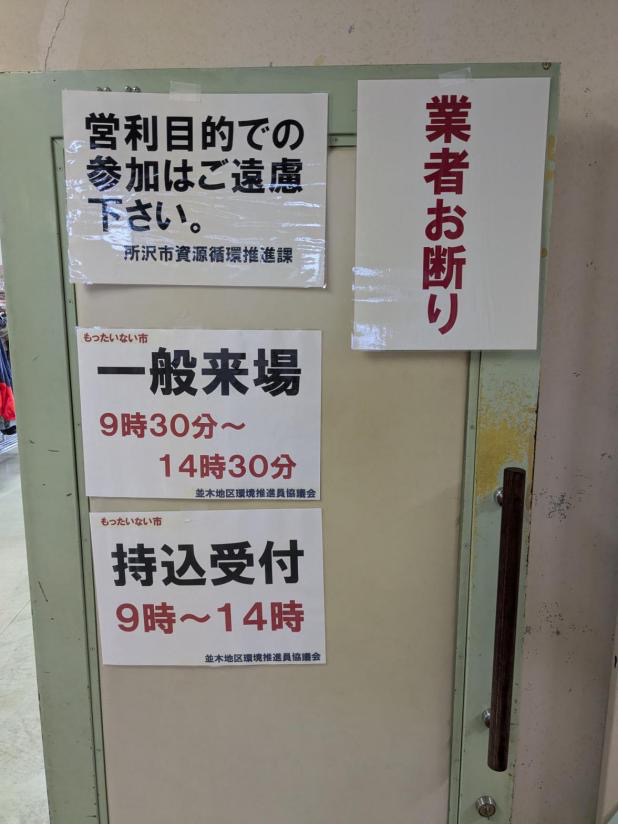 営利目的での
参加はご遠慮
下さい。
所沢市資源循環推進課
業者お断り
もったいない市
一般来場
9時30分～
14時30分
並木地区環境推進員協議会
もったいない市
持込受付
9時～14時
並木地区環境推進員協議会